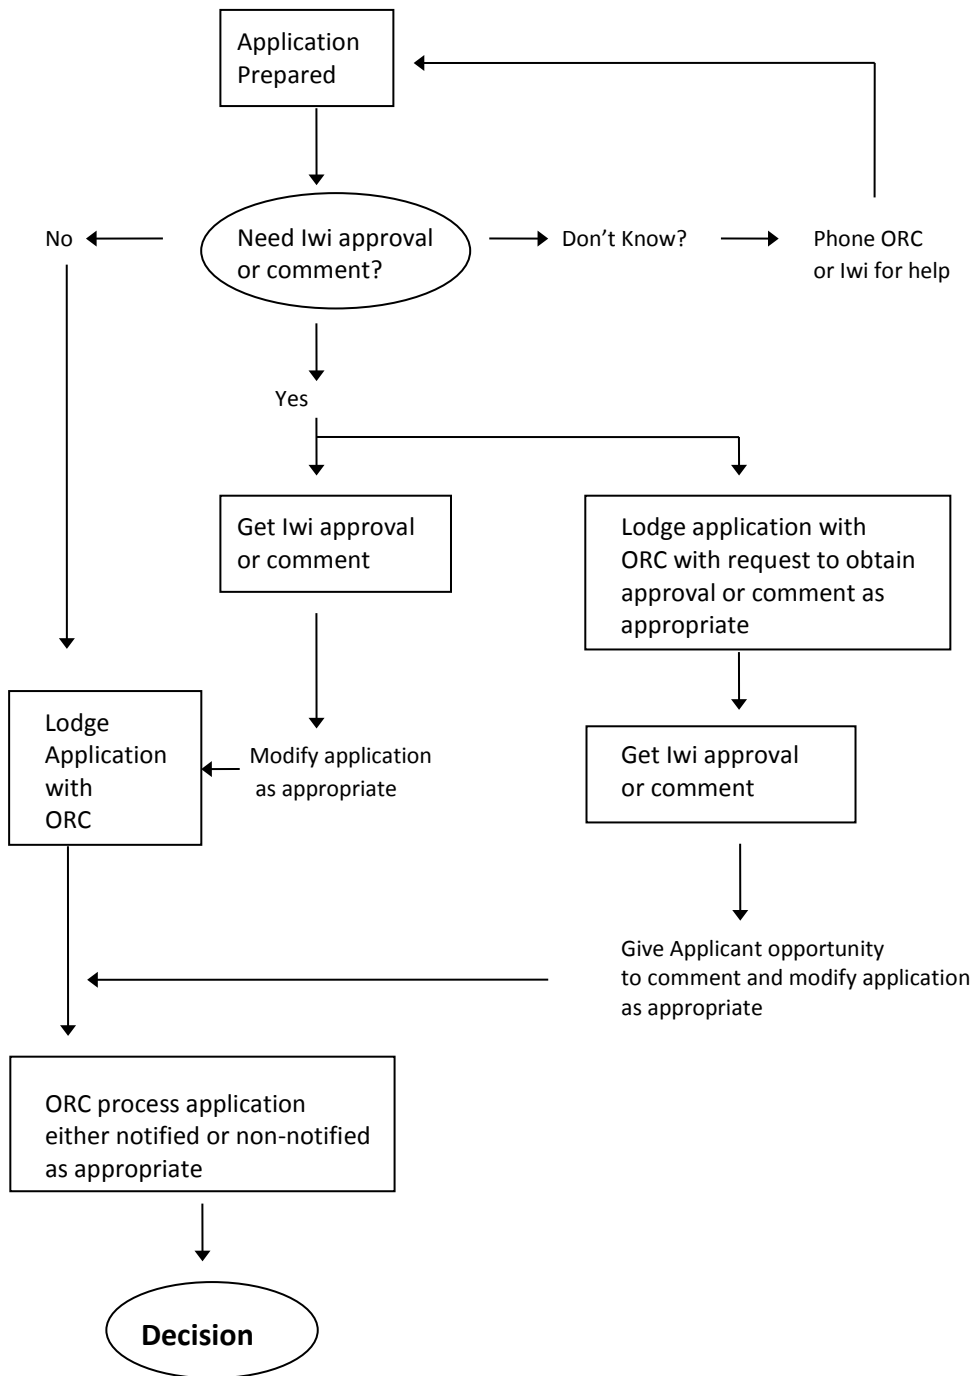 Application
Prepared
No
Need Iwi approval
or comment?
Don't Know?
Phone ORC
or Iwi for help
Yes
Get Iwi approval
or comment
Lodge application with
ORC with request to obtain
approval or comment as
appropriate
Lodge
Application
with
ORC
Modify application
as appropriate
Get Iwi approval
or comment
Give Applicant opportunity
to comment and modify application
as appropriate
ORC process application
either notified or non-notified
as appropriate
Decision